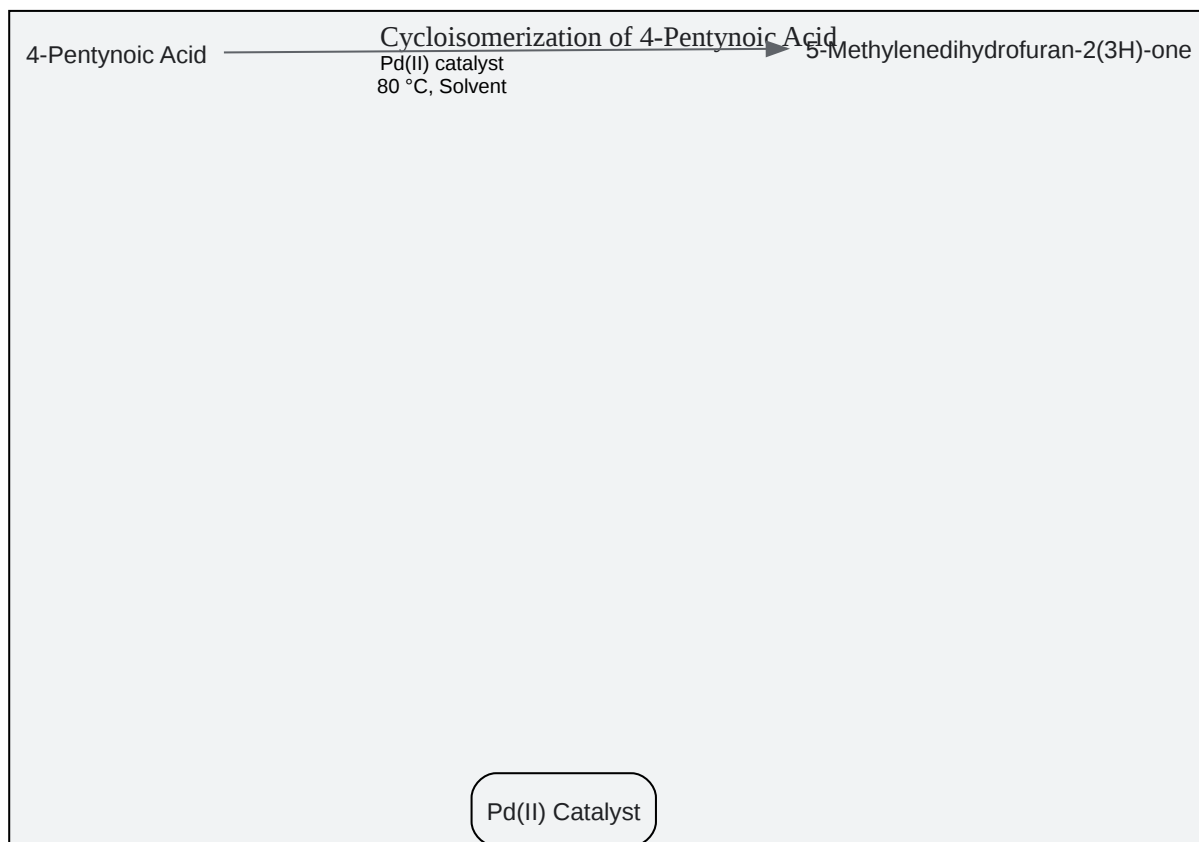 Cycloisomerization of 4-Pentynoic Acid
4-Pentynoic Acid
5-Methylenedihydrofuran-2(3H)-one
Pd(II) catalyst
80 °C, Solvent
Pd(II) Catalyst